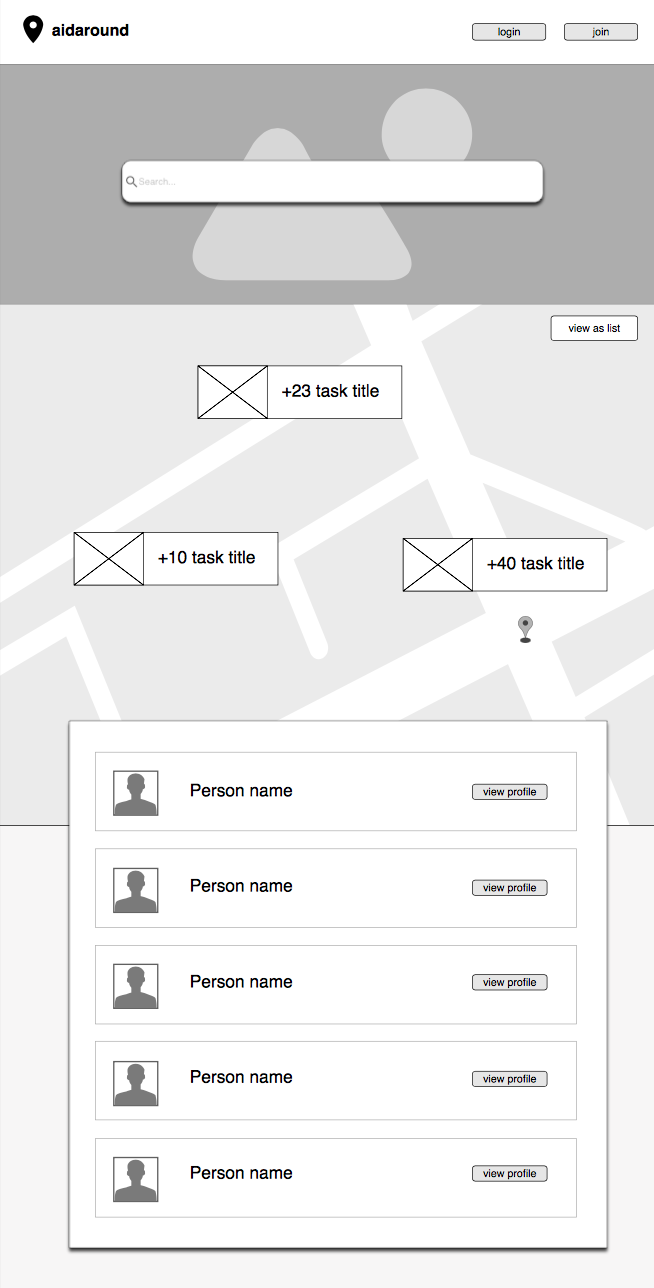 aidaround
login
join
Search...
view as list
+23 task title
+10 task title
+40 task title
Person name
view profile
Person name
view profile
Person name
view profile
Person name
view profile
Person name
view profile